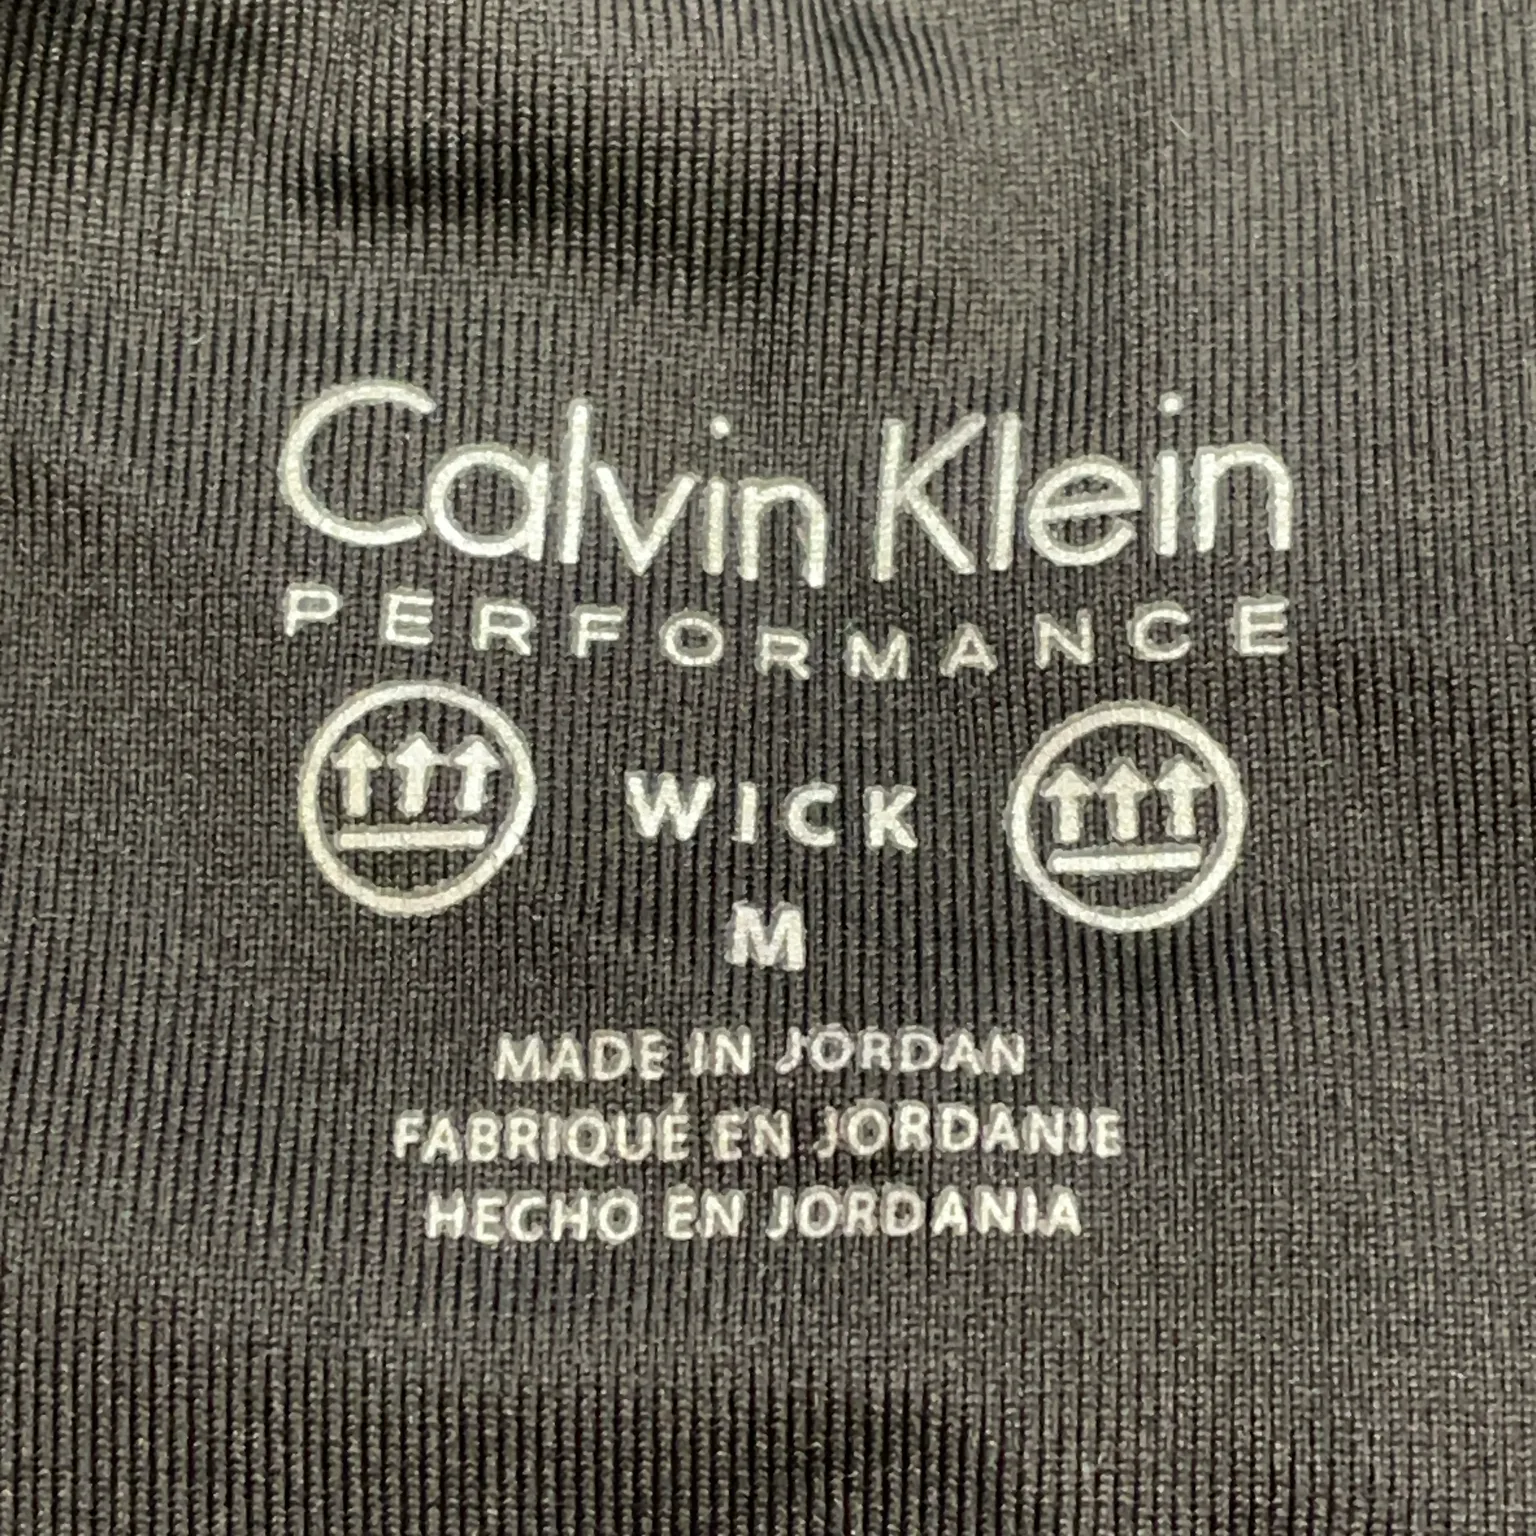 Calvin Klein
PERFORMANCE
WICK
M
MADE IN JORDAN
FABRIQUÉ EN JORDANIE
HECHO EN JORDANIA